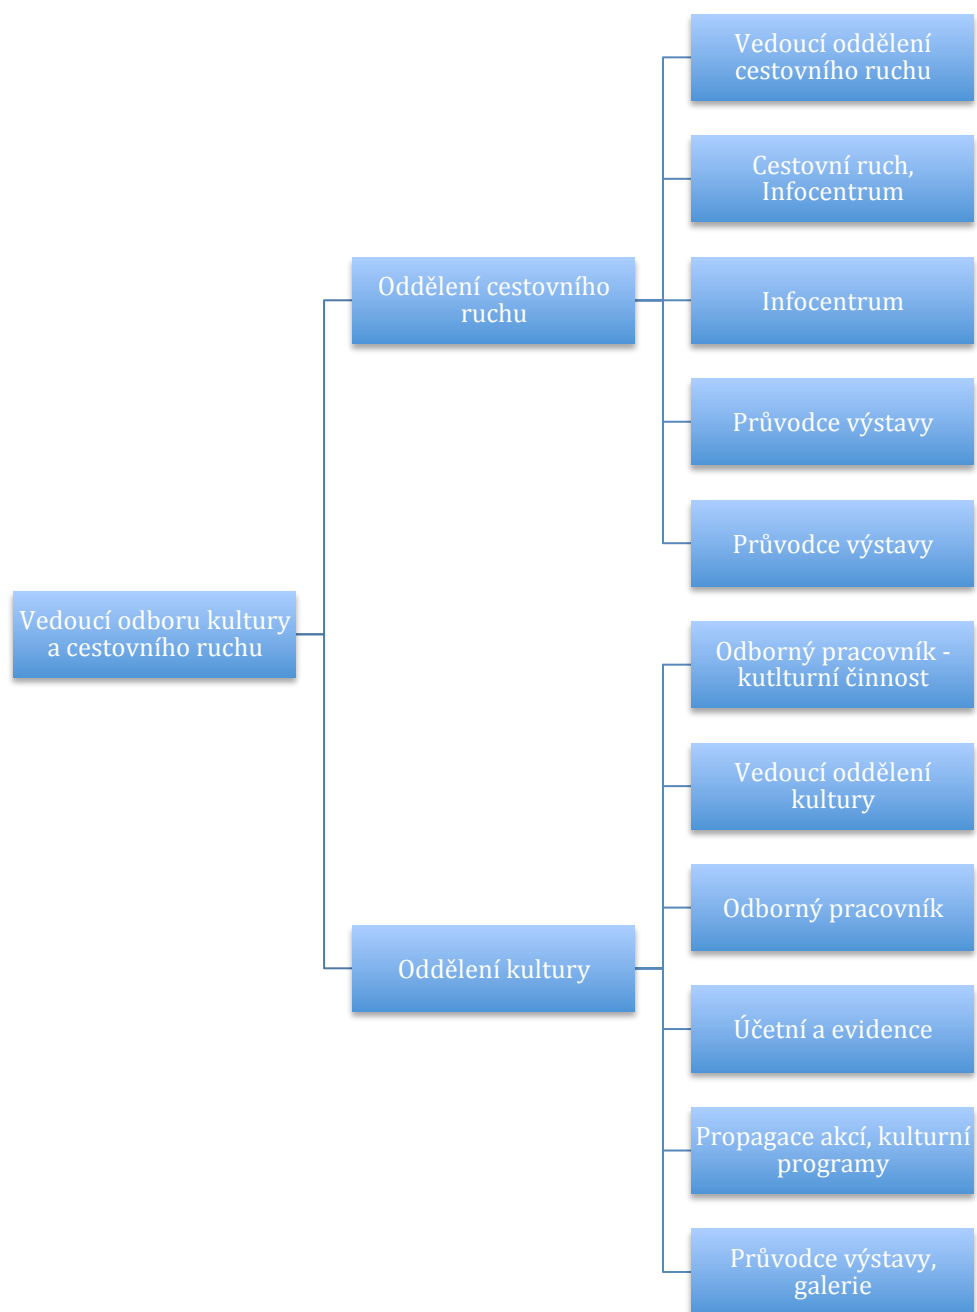 Vedoucí oddělení
cestovního ruchu
Cestovní ruch,
Infocentrum
Oddělení cestovního
ruchu
Infocentrum
Průvodce výstavy
Průvodce výstavy
Vedoucí odboru kultury
a cestovního ruchu
Odborný pracovník -
kutlturní činnost
Vedoucí oddělení
kultury
Odborný pracovník
Oddělení kultury
Účetní a evidence
Propagace akcí, kulturní
programy
Průvodce výstavy,
galerie